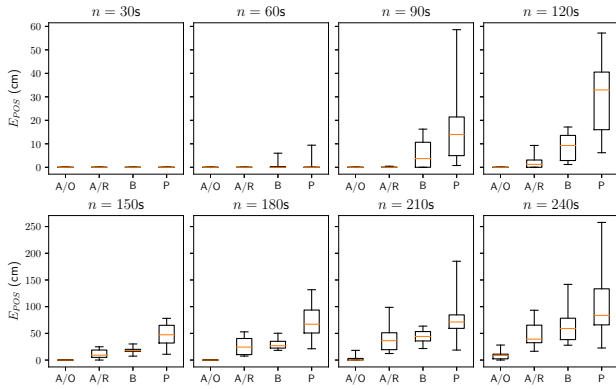 n = 30s n = 60s n = 90s n = 120s
60
50
40
30
20
10
0
E_POS (cm)
A/O A/R B P A/O A/R B P A/O A/R B P A/O A/R B P
n = 150s n = 180s n = 210s n = 240s
250
200
150
100
50
0
E_POS (cm)
A/O A/R B P A/O A/R B P A/O A/R B P A/O A/R B P